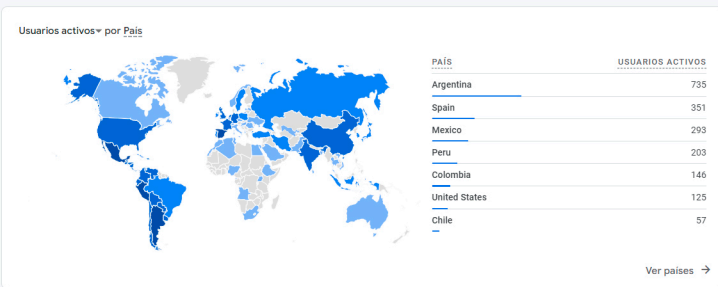 Usuarios activos por País
PAÍS USUARIOS ACTIVOS
Argentina 735
Spain 351
Mexico 293
Peru 203
Colombia 146
United States 125
Chile 57
Ver países